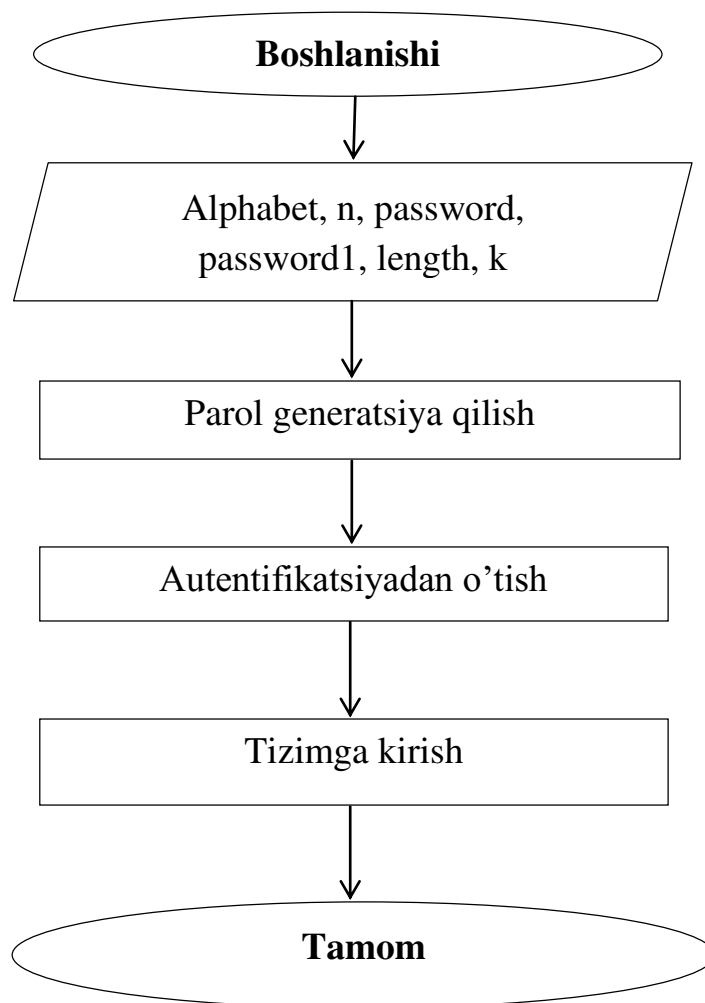 Boshlanishi
Alphabet, n, password,
password1, length, k
Parol generatsiya qilish
Autentifikatsiyadan o’tish
Tizimga kirish
Tamom